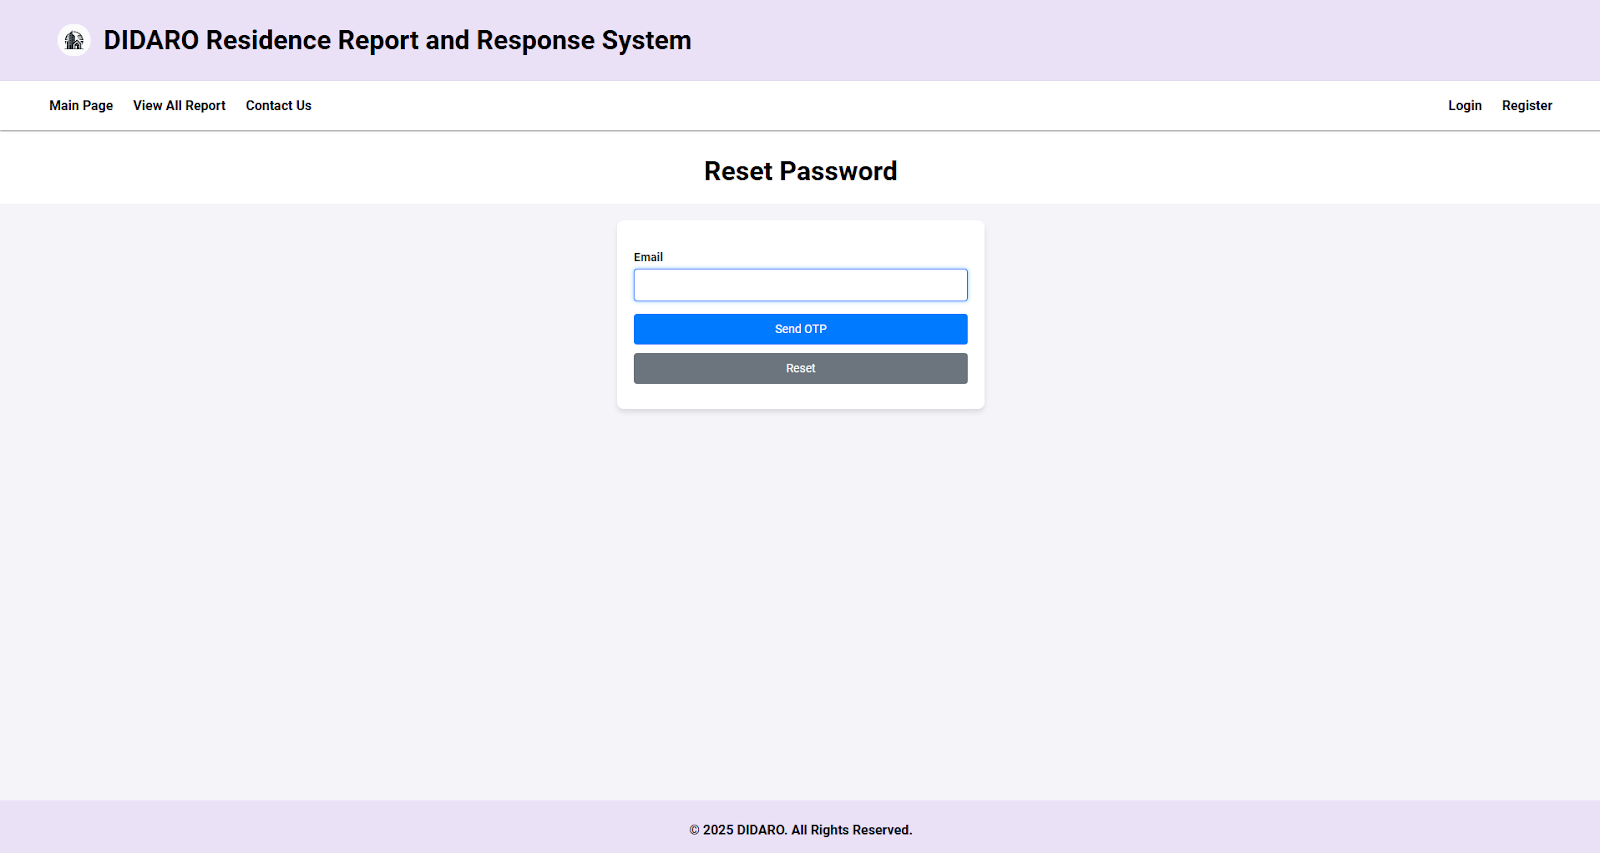 DIDARO Residence Report and Response System
Main Page View All Report Contact Us Login Register
Reset Password
Email
Send OTP
Reset
© 2025 DIDARO. All Rights Reserved.